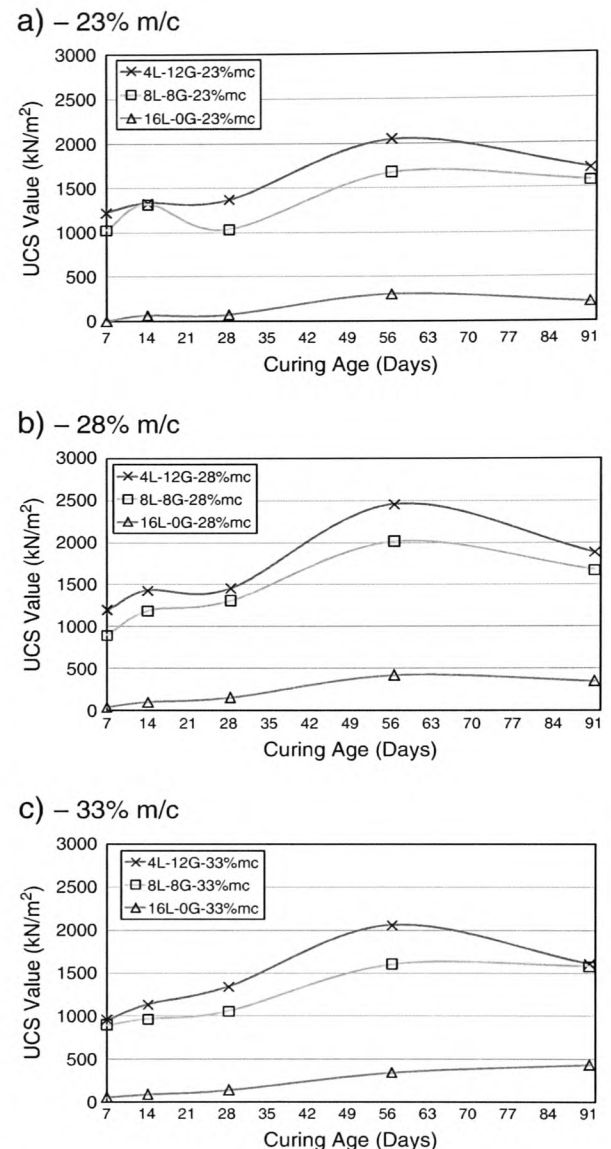 a) – 23% m/c
3000
2500
2000
1500
1000
500
0
UCS Value (kN/m²)
4L-12G-23%mc
8L-8G-23%mc
16L-0G-23%mc
7 14 21 28 35 42 49 56 63 70 77 84 91
Curing Age (Days)
b) – 28% m/c
3000
2500
2000
1500
1000
500
0
UCS Value (kN/m²)
4L-12G-28%mc
8L-8G-28%mc
16L-0G-28%mc
7 14 21 28 35 42 49 56 63 70 77 84 91
Curing Age (Days)
c) – 33% m/c
3000
2500
2000
1500
1000
500
0
UCS Value (kN/m²)
4L-12G-33%mc
8L-8G-33%mc
16L-0G-33%mc
7 14 21 28 35 42 49 56 63 70 77 84 91
Curing Age (Days)